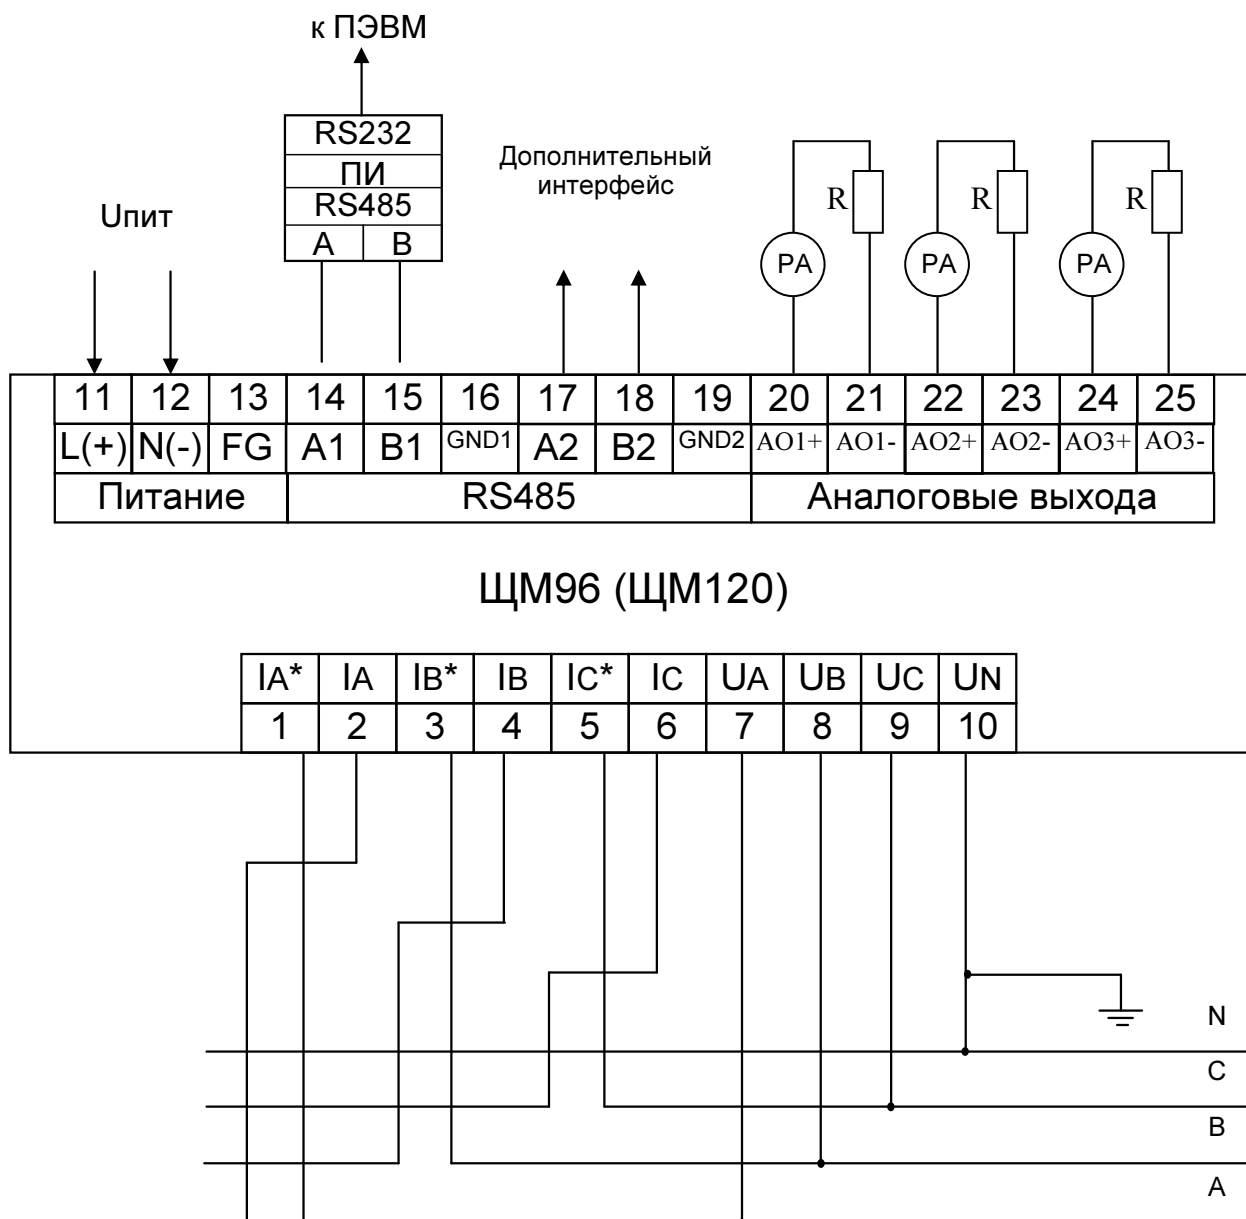 к ПЭВМ
RS232
ПИ
RS485
A B
Uпит
Дополнительный
интерфейс
R R R
PA PA PA
11 12 13 14 15 16 17 18 19 20 21 22 23 24 25
L(+) N(-) FG A1 B1 GND1 A2 B2 GND2 AO1+ AO1- AO2+ AO2- AO3+ AO3-
Питание RS485 Аналоговые выхода
ЩМ96 (ЩМ120)
IA* IA IB* IB IC* IC UA UB UC UN
1 2 3 4 5 6 7 8 9 10
N
C
B
A